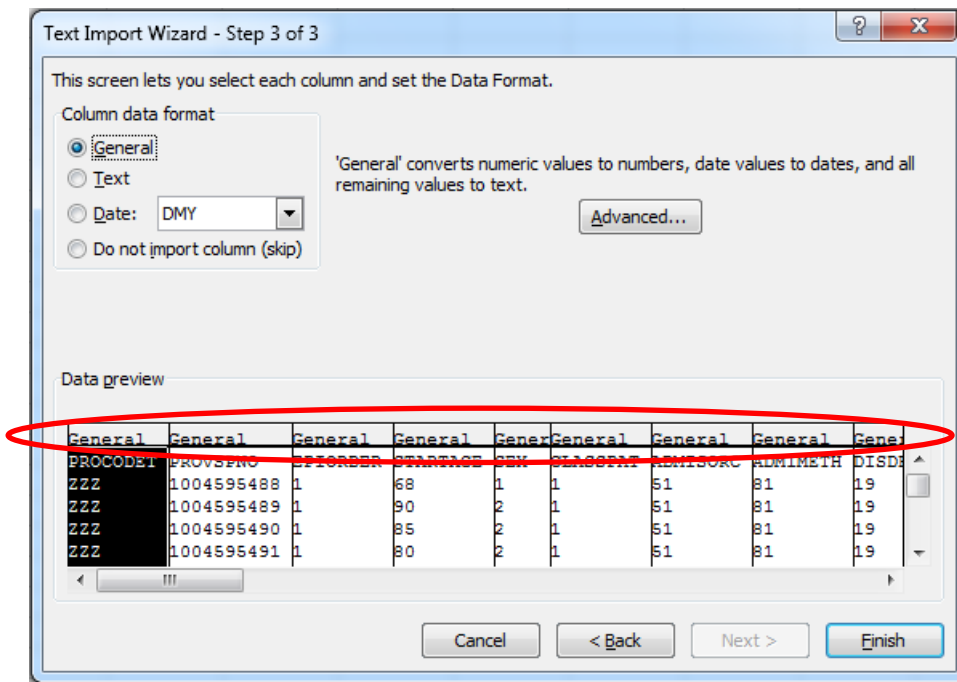 Text Import Wizard - Step 3 of 3
This screen lets you select each column and set the Data Format.
Column data format
General
Text
Date: DMY
Do not import column (skip)
'General' converts numeric values to numbers, date values to dates, and all
remaining values to text.
Advanced...
Data preview
General General General General Gener General General General Gener
PROCODET PROVSPNO EPIORDER STARTAGE SEX CLASSPAT ADMISORC ADMIMETH DISDE
ZZZ 1004595488 1 68 1 1 51 81 19
ZZZ 1004595489 1 90 2 1 51 81 19
ZZZ 1004595490 1 85 2 1 51 81 19
ZZZ 1004595491 1 80 2 1 51 81 19
Cancel < Back Next > Finish